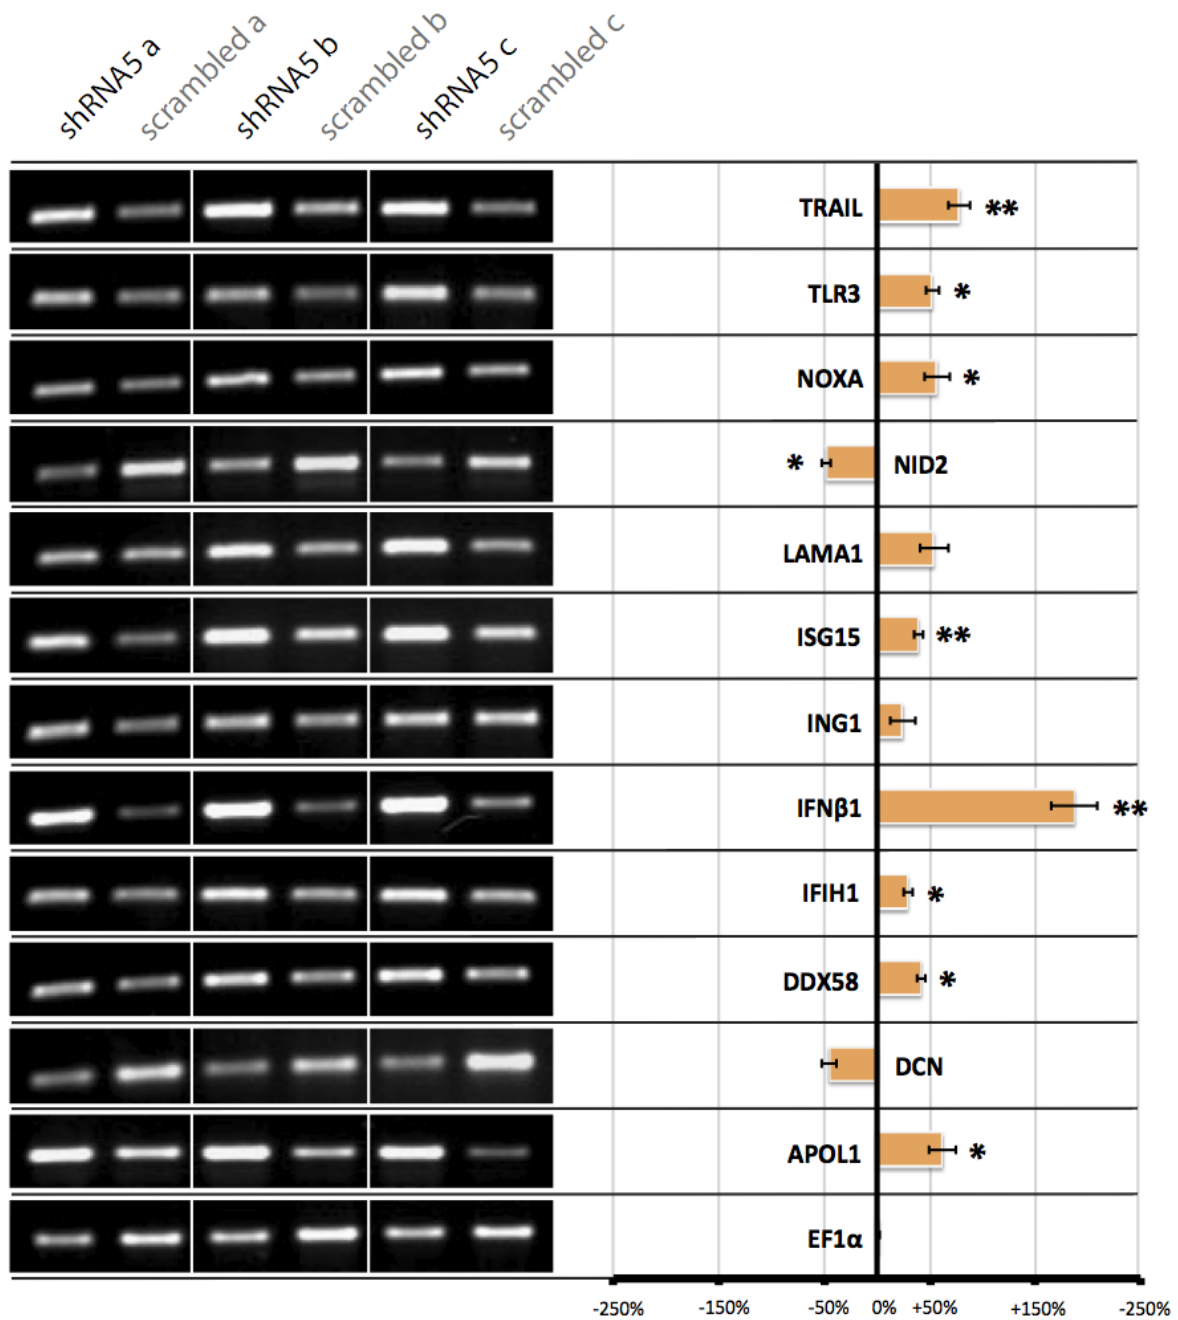 shRNA5 a
scrambled a
shRNA5 b
scrambled b
shRNA5 c
scrambled c
TRAIL **
TLR3 *
NOXA *
* NID2
LAMA1
ISG15 **
ING1
IFNβ1 **
IFIH1 *
DDX58 *
DCN
APOL1 *
EF1α
-250% -150% -50% 0% +50% +150% -250%